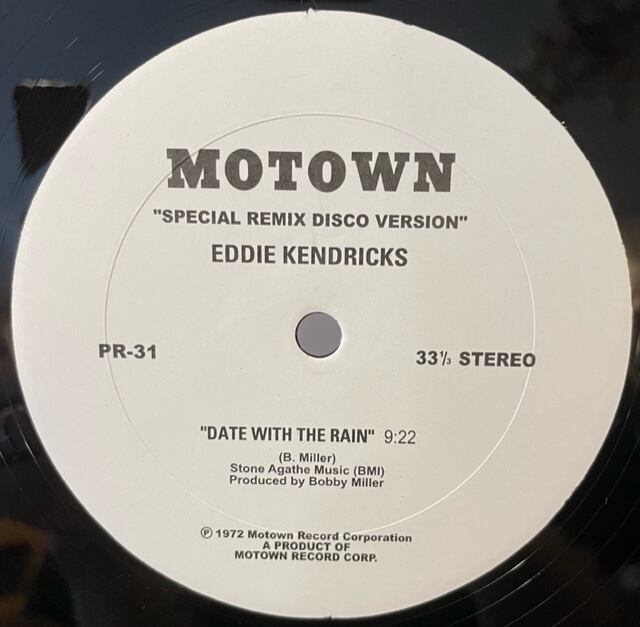 MOTOWN
"SPECIAL REMIX DISCO VERSION"
EDDIE KENDRICKS
PR-31
33⅓ STEREO
"DATE WITH THE RAIN" 9:22
(B. Miller)
Stone Agathe Music (BMI)
Produced by Bobby Miller
℗ 1972 Motown Record Corporation
A PRODUCT OF
MOTOWN RECORD CORP.